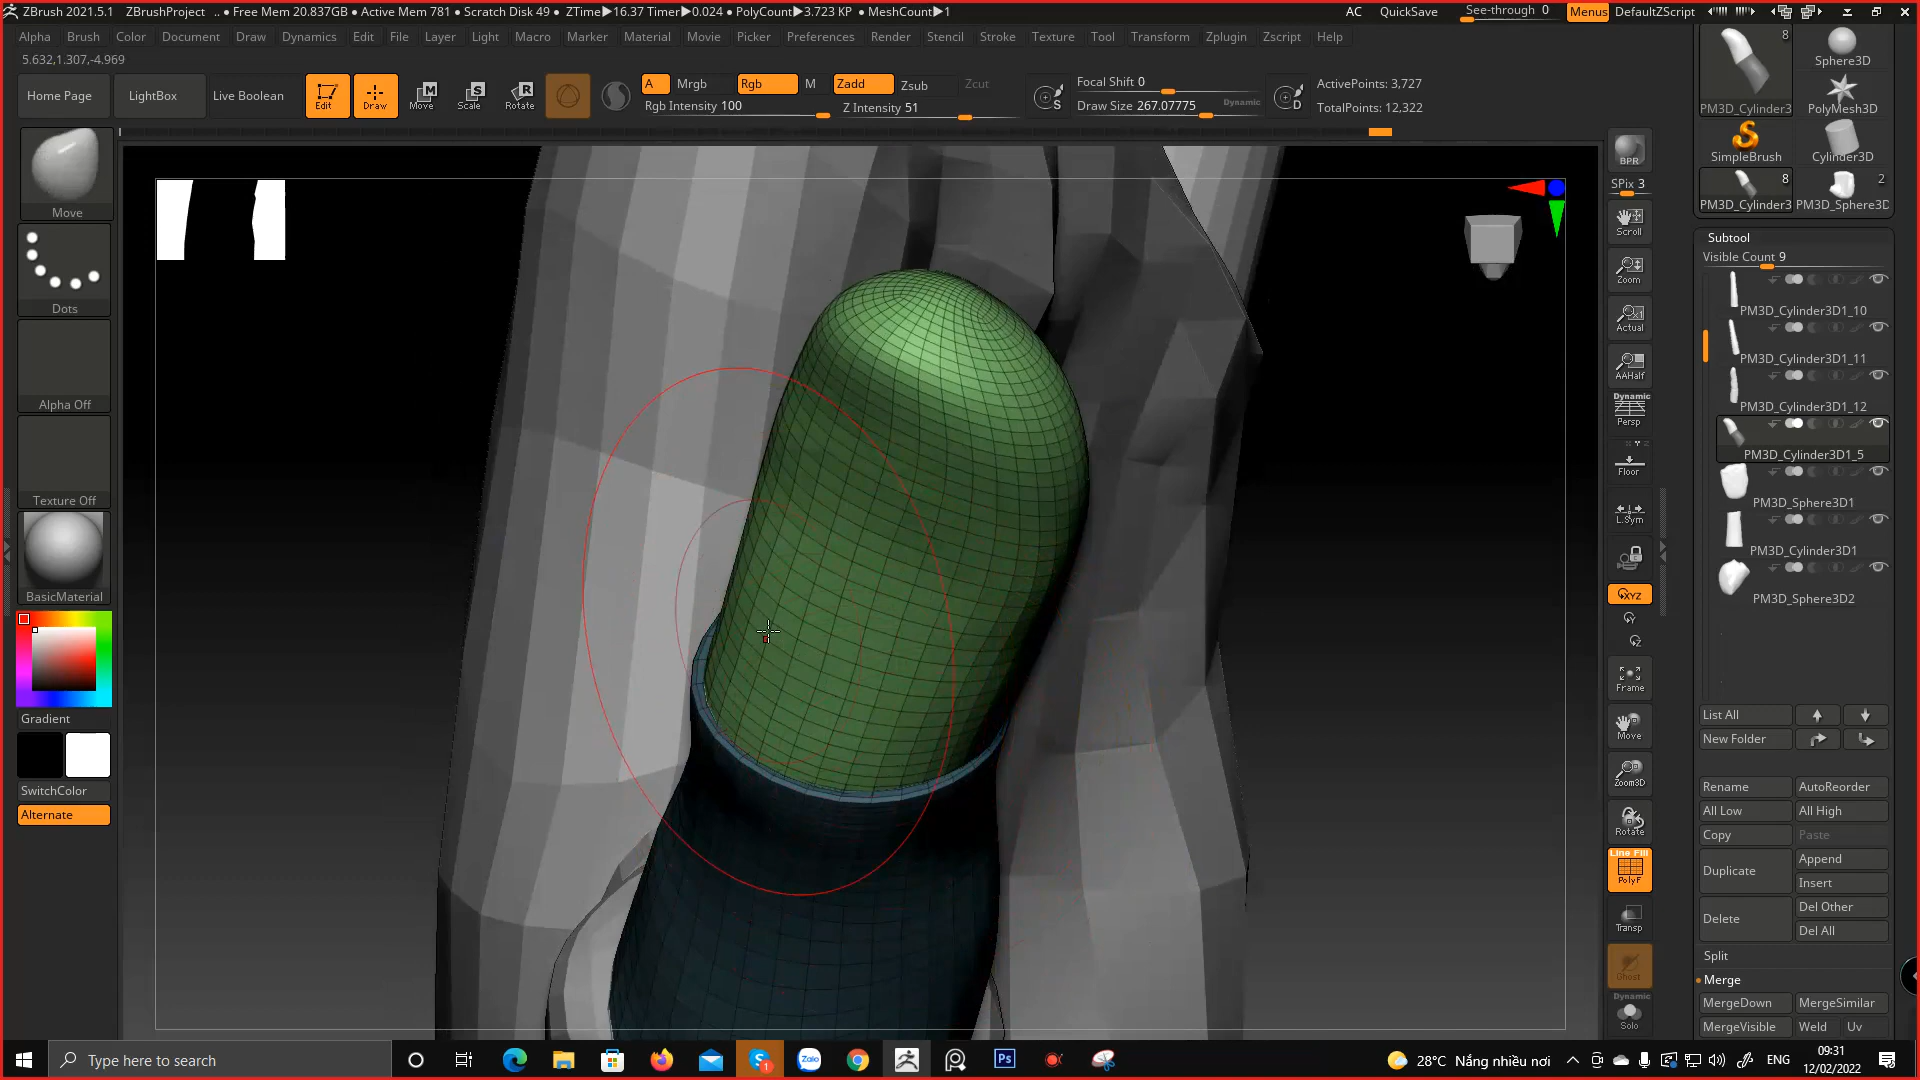 ZBrush 2021.5.1 ZBrushProject .. • Free Mem 20.837GB • Active Mem 781 • Scratch Disk 49 • ZTime▶16.37 Timer▶0.024 • PolyCount▶3.723 KP • MeshCount▶1 AC QuickSave See-through 0 Menus DefaultZScript
Alpha Brush Color Document Draw Dynamics Edit File Layer Light Macro Marker Material Movie Picker Preferences Render Stencil Stroke Texture Tool Transform Zplugin Zscript Help
5.632,1.307,-4.969
Home Page LightBox Live Boolean Edit Draw Move Scale Rotate
A Mrgb Rgb M Zadd Zsub Zcut
Rgb Intensity 100 Z Intensity 51
Focal Shift 0
Draw Size 267.07775 Dynamic
ActivePoints: 3,727
TotalPoints: 12,322
Move
Dots
Alpha Off
Texture Off
BasicMaterial
Gradient
SwitchColor
Alternate
BPR
SPix 3
Scroll
Zoom
Actual
AAHalf
Dynamic
Persp
Floor
L.Sym
XYZ
Frame
Move
Zoom3D
Rotate
Line Fill
PolyF
Transp
Ghost
Dynamic
Solo
8
PM3D_Cylinder3
Sphere3D
PolyMesh3D
SimpleBrush
Cylinder3D
8
PM3D_Cylinder3
2
PM3D_Sphere3D
Subtool
Visible Count 9
PM3D_Cylinder3D1_10
PM3D_Cylinder3D1_11
PM3D_Cylinder3D1_12
PM3D_Cylinder3D1_5
PM3D_Sphere3D1
PM3D_Cylinder3D1
PM3D_Sphere3D2
List All
New Folder
Rename AutoReorder
All Low All High
Copy Paste
Duplicate Append
Insert
Delete Del Other
Del All
Split
Merge
MergeDown MergeSimilar
MergeVisible Weld Uv
Type here to search
28°C Nắng nhiều nơi
ENG
09:31
12/02/2022